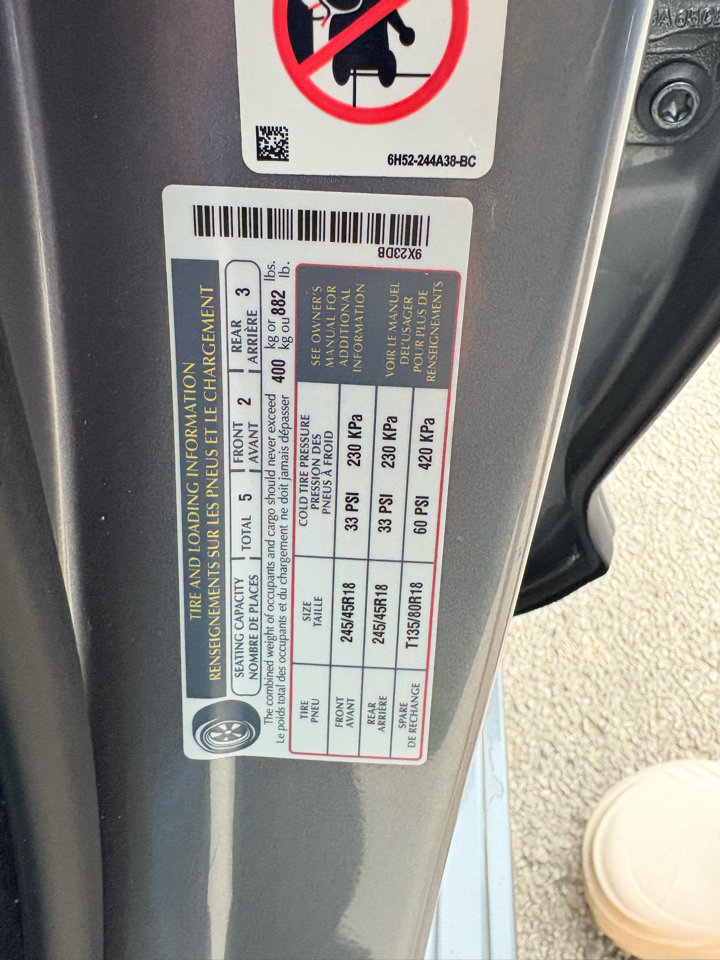 6H52-244A38-BC
9X23D8
TIRE AND LOADING INFORMATION
RENSEIGNEMENTS SUR LES PNEUS ET LE CHARGEMENT
SEATING CAPACITY
NOMBRE DE PLACES
TOTAL 5
FRONT
AVANT 2
REAR
ARRIÈRE 3
The combined weight of occupants and cargo should never exceed 400 kg or 882 lbs.
Le poids total des occupants et du chargement ne doit jamais dépasser 400 kg ou 882 lb.
TIRE
PNEU
SIZE
TAILLE
COLD TIRE PRESSURE
PRESSION DES
PNEUS À FROID
SEE OWNER'S
MANUAL FOR
ADDITIONAL
INFORMATION
VOIR LE MANUEL
DEL'USAGER
POUR PLUS DE
RENSEIGNEMENTS
FRONT
AVANT
245/45R18 33 PSI 230 KPa
REAR
ARRIÈRE
245/45R18 33 PSI 230 KPa
SPARE
DE RECHANGE
T135/80R18 60 PSI 420 KPa